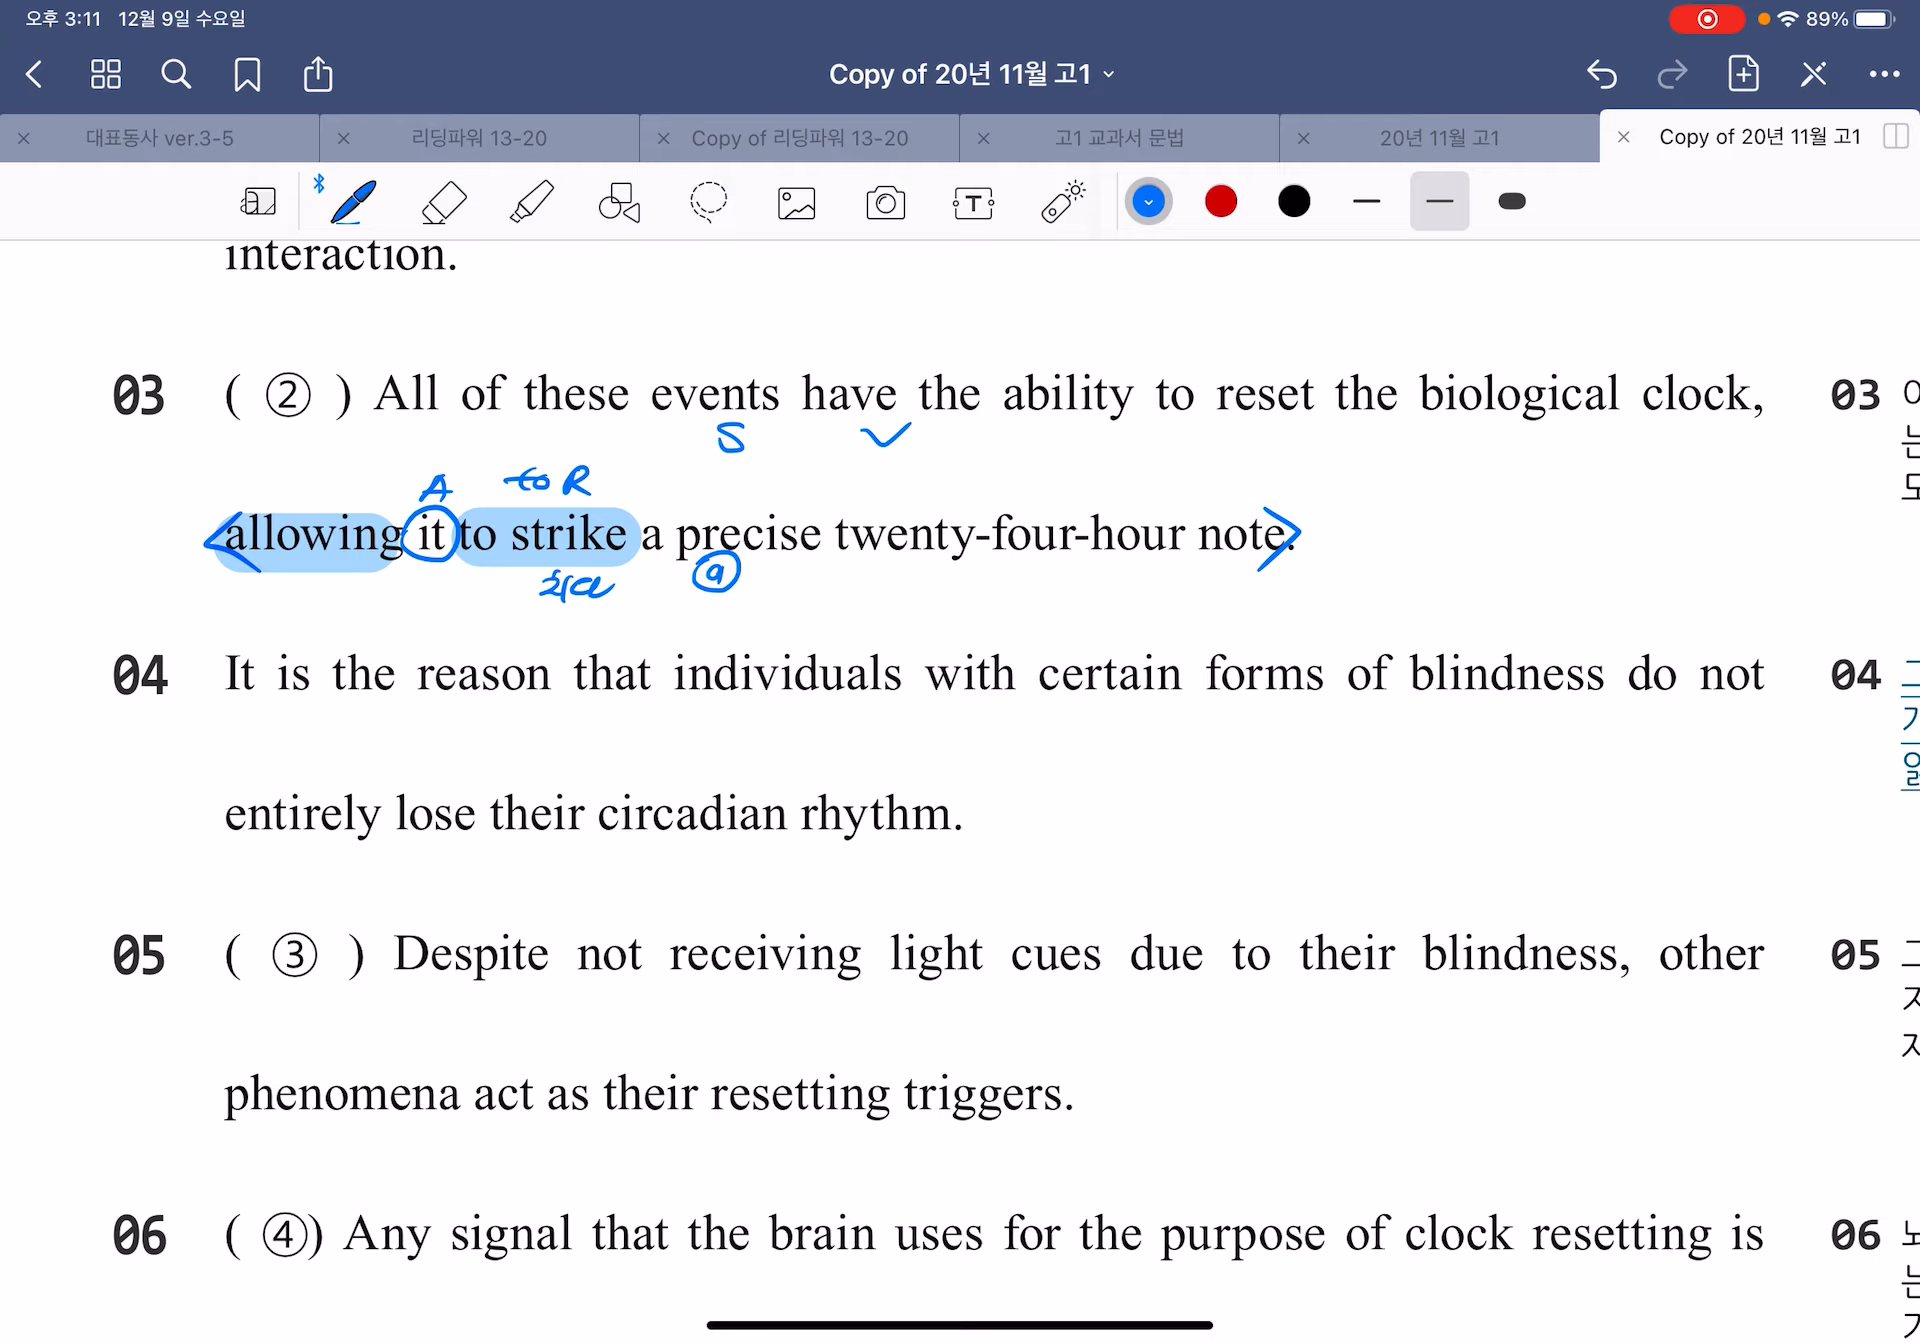 오후 3:11 12월 9일 수요일 89%
Copy of 20년 11월 고1
대표동사 ver.3-5 리딩파워 13-20 Copy of 리딩파워 13-20 고1 교과서 문법 20년 11월 고1 Copy of 20년 11월 고1
interaction.
03 ( ② ) All of these events have the ability to reset the biological clock, 03
S V
A to R
allowing it to strike a precise twenty-four-hour note.
ⓐ
04 It is the reason that individuals with certain forms of blindness do not 04
entirely lose their circadian rhythm.
05 ( ③ ) Despite not receiving light cues due to their blindness, other 05
phenomena act as their resetting triggers.
06 ( ④) Any signal that the brain uses for the purpose of clock resetting is 06